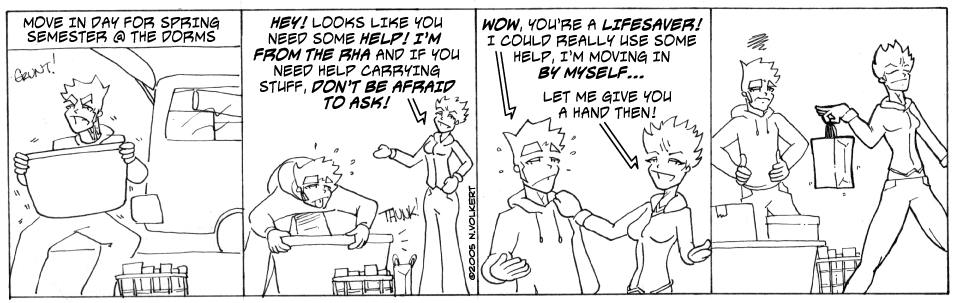 MOVE IN DAY FOR SPRING
SEMESTER @ THE DORMS
GRUNT!
HEY! LOOKS LIKE YOU
NEED SOME HELP! I'M
FROM THE RHA AND IF YOU
NEED HELP CARRYING
STUFF, DON'T BE AFRAID
TO ASK!
THUNK!
©2005 N.VOLKERT
WOW, YOU'RE A LIFESAVER!
I COULD REALLY USE SOME
HELP, I'M MOVING IN
BY MYSELF...
LET ME GIVE YOU
A HAND THEN!